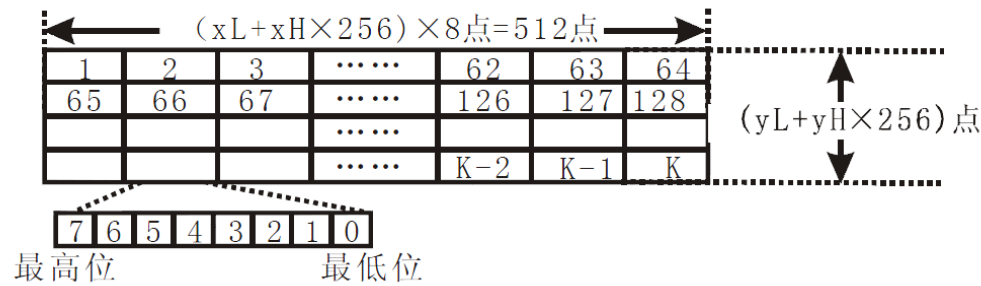 (xL+xH×256)×8点=512点
1 2 3 …… 62 63 64
65 66 67 …… 126 127 128
……
…… K-2 K-1 K
(yL+yH×256)点
7 6 5 4 3 2 1 0
最高位 最低位